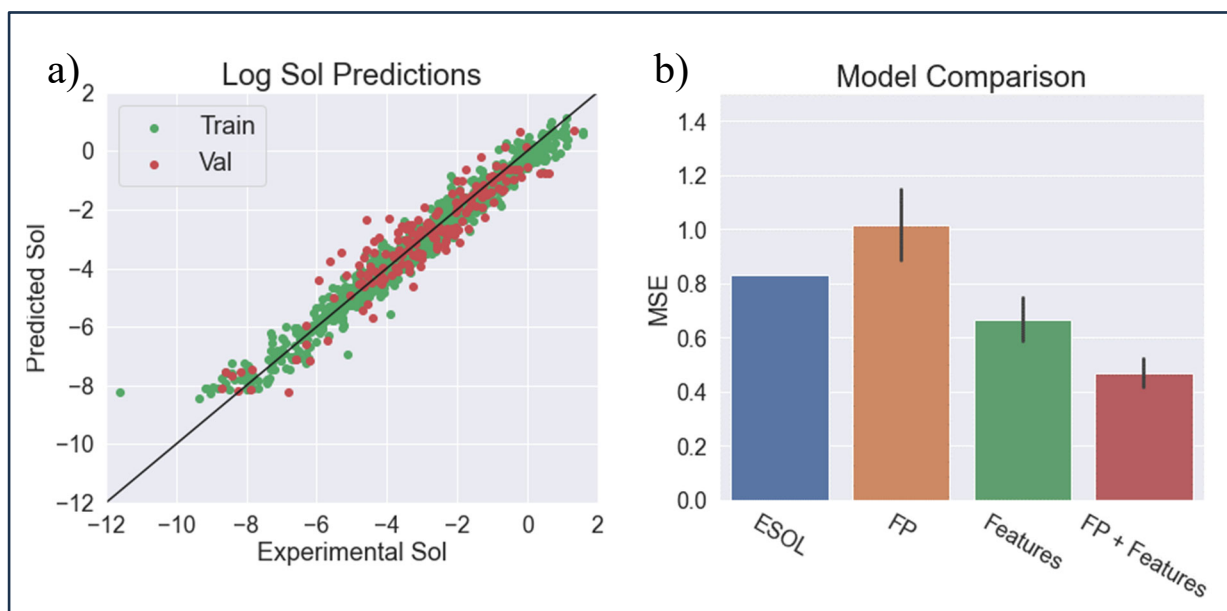 a)
Log Sol Predictions
Train
Val
2
0
−2
−4
−6
−8
−10
−12
Predicted Sol
−12 −10 −8 −6 −4 −2 0 2
Experimental Sol
b)
Model Comparison
1.4
1.2
1.0
0.8
0.6
0.4
0.2
0.0
MSE
ESOL
FP
Features
FP + Features